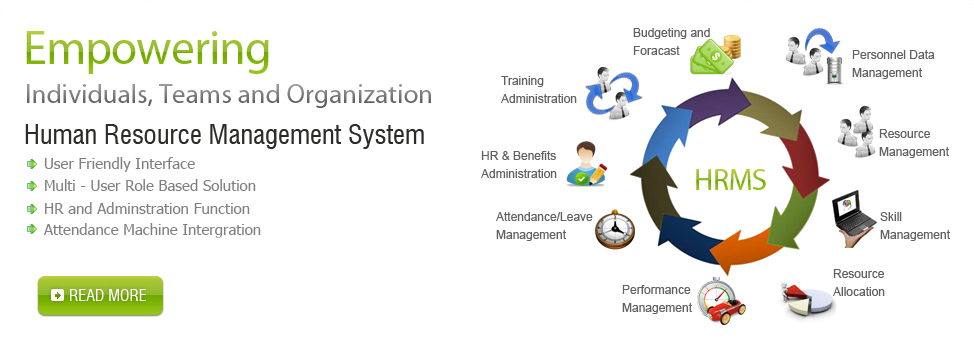 Empowering
Individuals, Teams and Organization
Human Resource Management System
User Friendly Interface
Multi - User Role Based Solution
HR and Adminstration Function
Attendance Machine Intergration
READ MORE
Budgeting and
Foracast
Personnel Data
Management
Resource
Management
Skill
Management
Resource
Allocation
Performance
Management
Attendance/Leave
Management
HR & Benefits
Administration
Training
Administration
HRMS